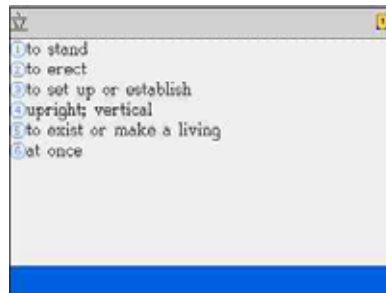 立
①to stand
②to erect
③to set up or establish
④upright; vertical
⑤to exist or make a living
⑥at once